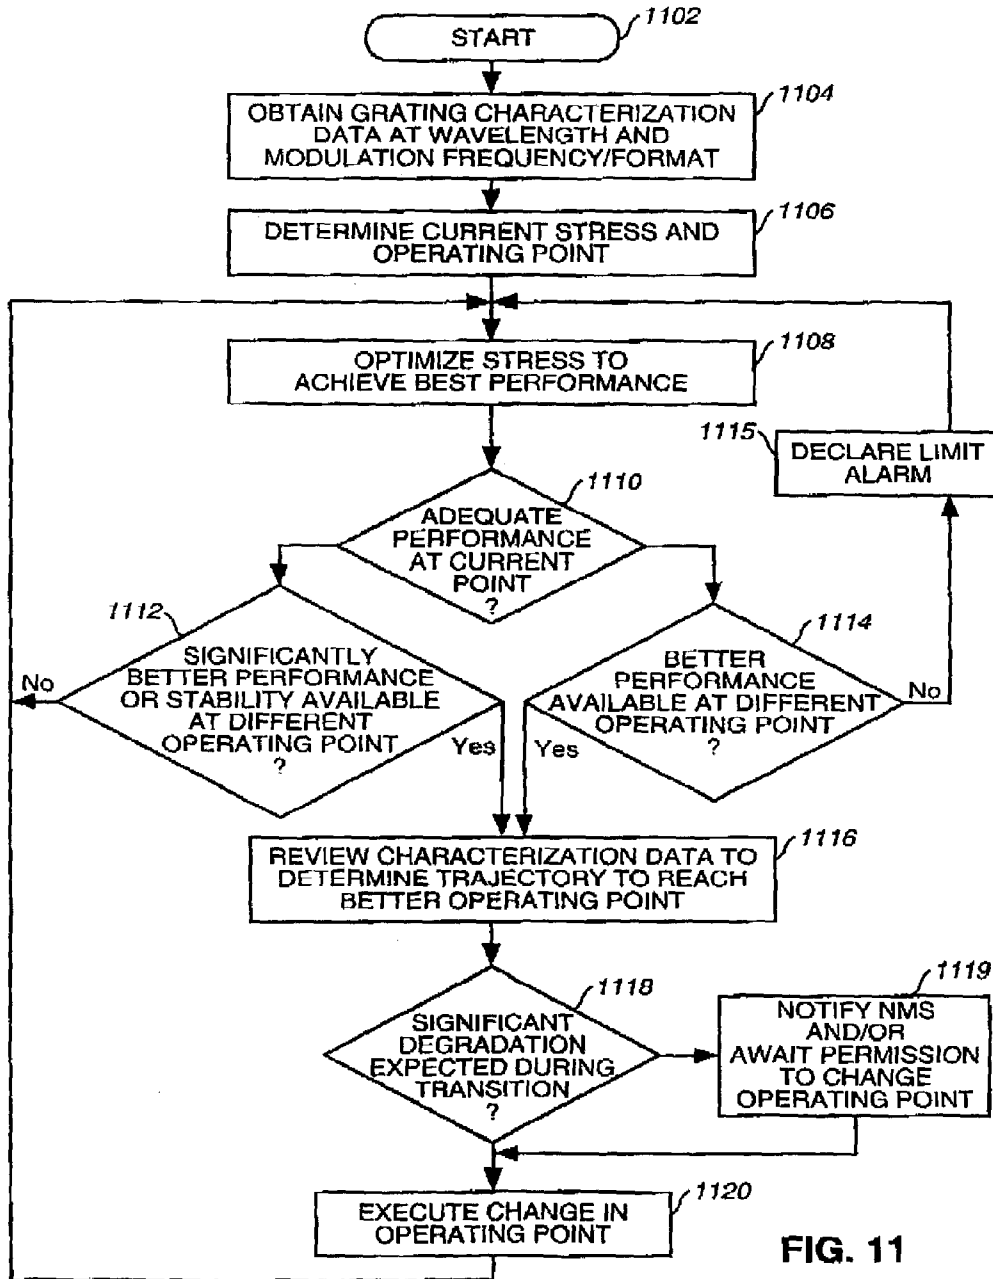 1102
START
1104
OBTAIN GRATING CHARACTERIZATION
DATA AT WAVELENGTH AND
MODULATION FREQUENCY/FORMAT
1106
DETERMINE CURRENT STRESS AND
OPERATING POINT
1108
OPTIMIZE STRESS TO
ACHIEVE BEST PERFORMANCE
1115
DECLARE LIMIT
ALARM
1110
ADEQUATE
PERFORMANCE
AT CURRENT
POINT
?
1112
SIGNIFICANTLY
BETTER PERFORMANCE
OR STABILITY AVAILABLE
AT DIFFERENT
OPERATING POINT
?
No
Yes
1114
BETTER
PERFORMANCE
AVAILABLE AT DIFFERENT
OPERATING POINT
?
No
Yes
1116
REVIEW CHARACTERIZATION DATA TO
DETERMINE TRAJECTORY TO REACH
BETTER OPERATING POINT
1118
SIGNIFICANT
DEGRADATION
EXPECTED DURING
TRANSITION
?
1119
NOTIFY NMS
AND/OR
AWAIT PERMISSION
TO CHANGE
OPERATING POINT
1120
EXECUTE CHANGE IN
OPERATING POINT
FIG. 11